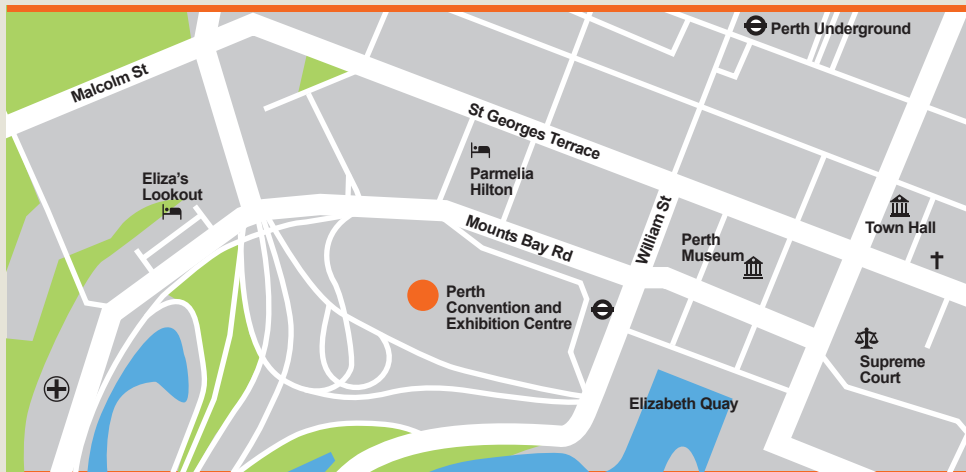 Perth Underground
Malcolm St
St Georges Terrace
Parmelia
Hilton
Eliza's
Lookout
William St
Town Hall
Mounts Bay Rd
Perth
Museum
Perth
Convention and
Exhibition Centre
Supreme
Court
Elizabeth Quay